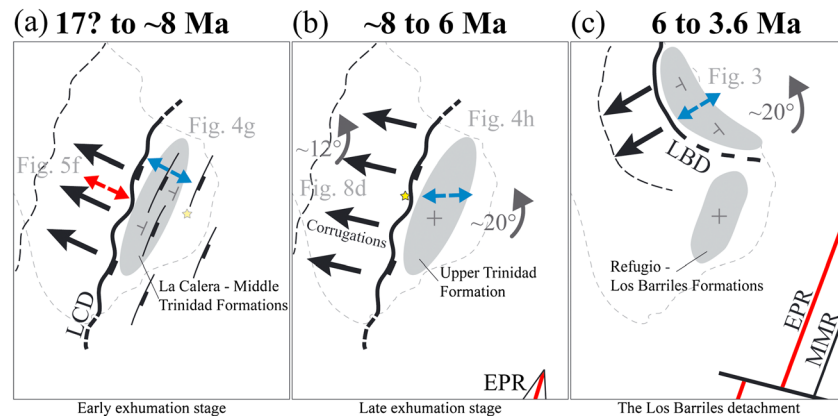 (a) 17? to ~8 Ma
Fig. 4g
Fig. 5f
La Calera - Middle
Trinidad Formations
LCD
Early exhumation stage
(b) ~8 to 6 Ma
Fig. 4h
~12°
Fig. 8d
~20°
Corrugations
Upper Trinidad
Formation
EPR
Late exhumation stage
(c) 6 to 3.6 Ma
Fig. 3
~20°
LBD
Refugio -
Los Barriles Formations
EPR
MMR
The Los Barriles detachment